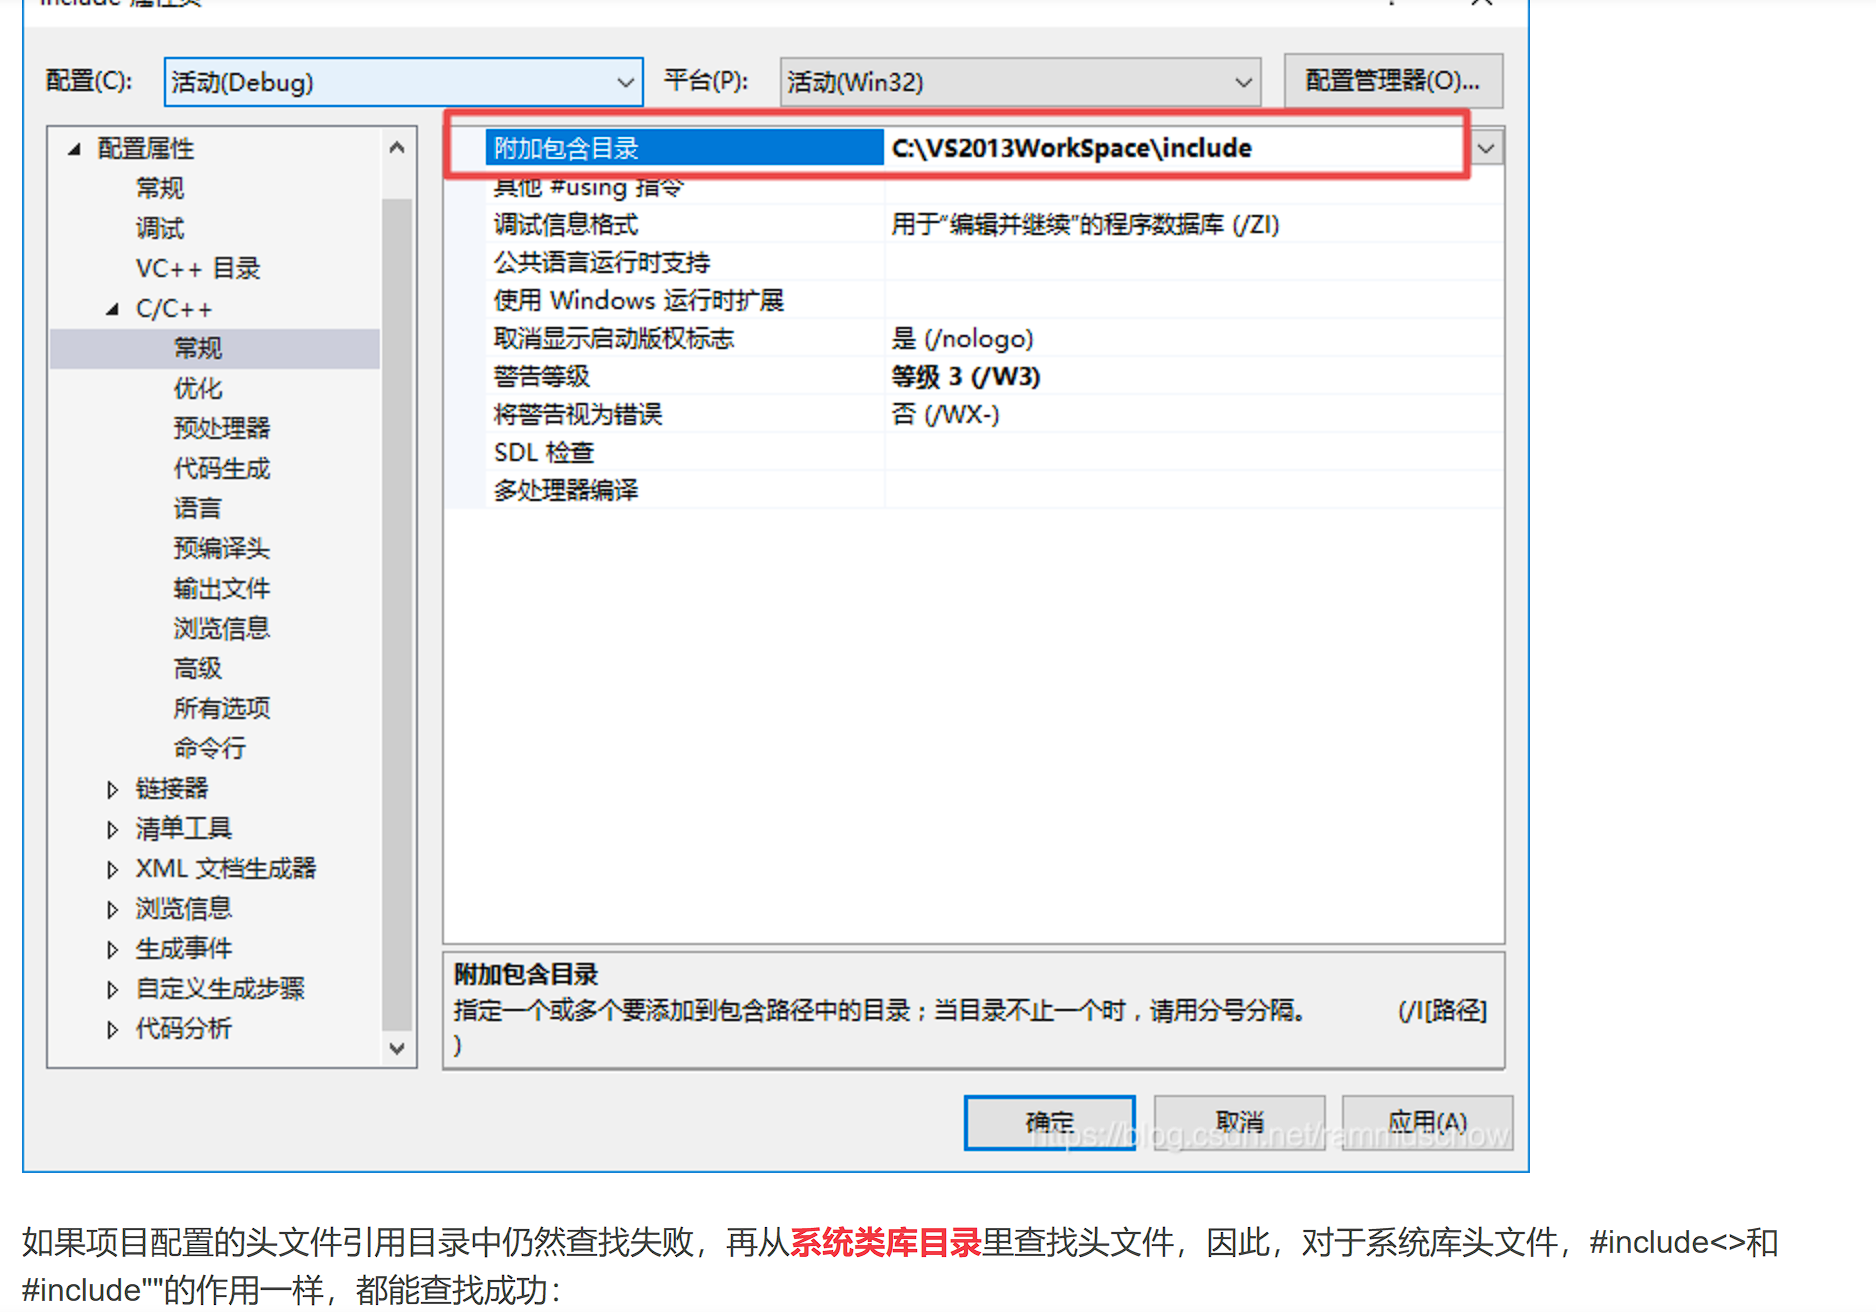 include 属性页
配置(C):
活动(Debug)
平台(P):
活动(Win32)
配置管理器(O)...
配置属性
常规
调试
VC++ 目录
C/C++
常规
优化
预处理器
代码生成
语言
预编译头
输出文件
浏览信息
高级
所有选项
命令行
链接器
清单工具
XML 文档生成器
浏览信息
生成事件
自定义生成步骤
代码分析
附加包含目录 C:\VS2013WorkSpace\include
其他 #using 指令
调试信息格式 用于“编辑并继续”的程序数据库 (/ZI)
公共语言运行时支持
使用 Windows 运行时扩展
取消显示启动版权标志 是 (/nologo)
警告等级 等级 3 (/W3)
将警告视为错误 否 (/WX-)
SDL 检查
多处理器编译
附加包含目录
指定一个或多个要添加到包含路径中的目录；当目录不止一个时，请用分号分隔。 (/I[路径]
)
确定
取消
应用(A)
https://blog.csdn.net/rammuschow
如果项目配置的头文件引用目录中仍然查找失败，再从系统类库目录里查找头文件，因此，对于系统库头文件，#include<>和
#include""的作用一样，都能查找成功：